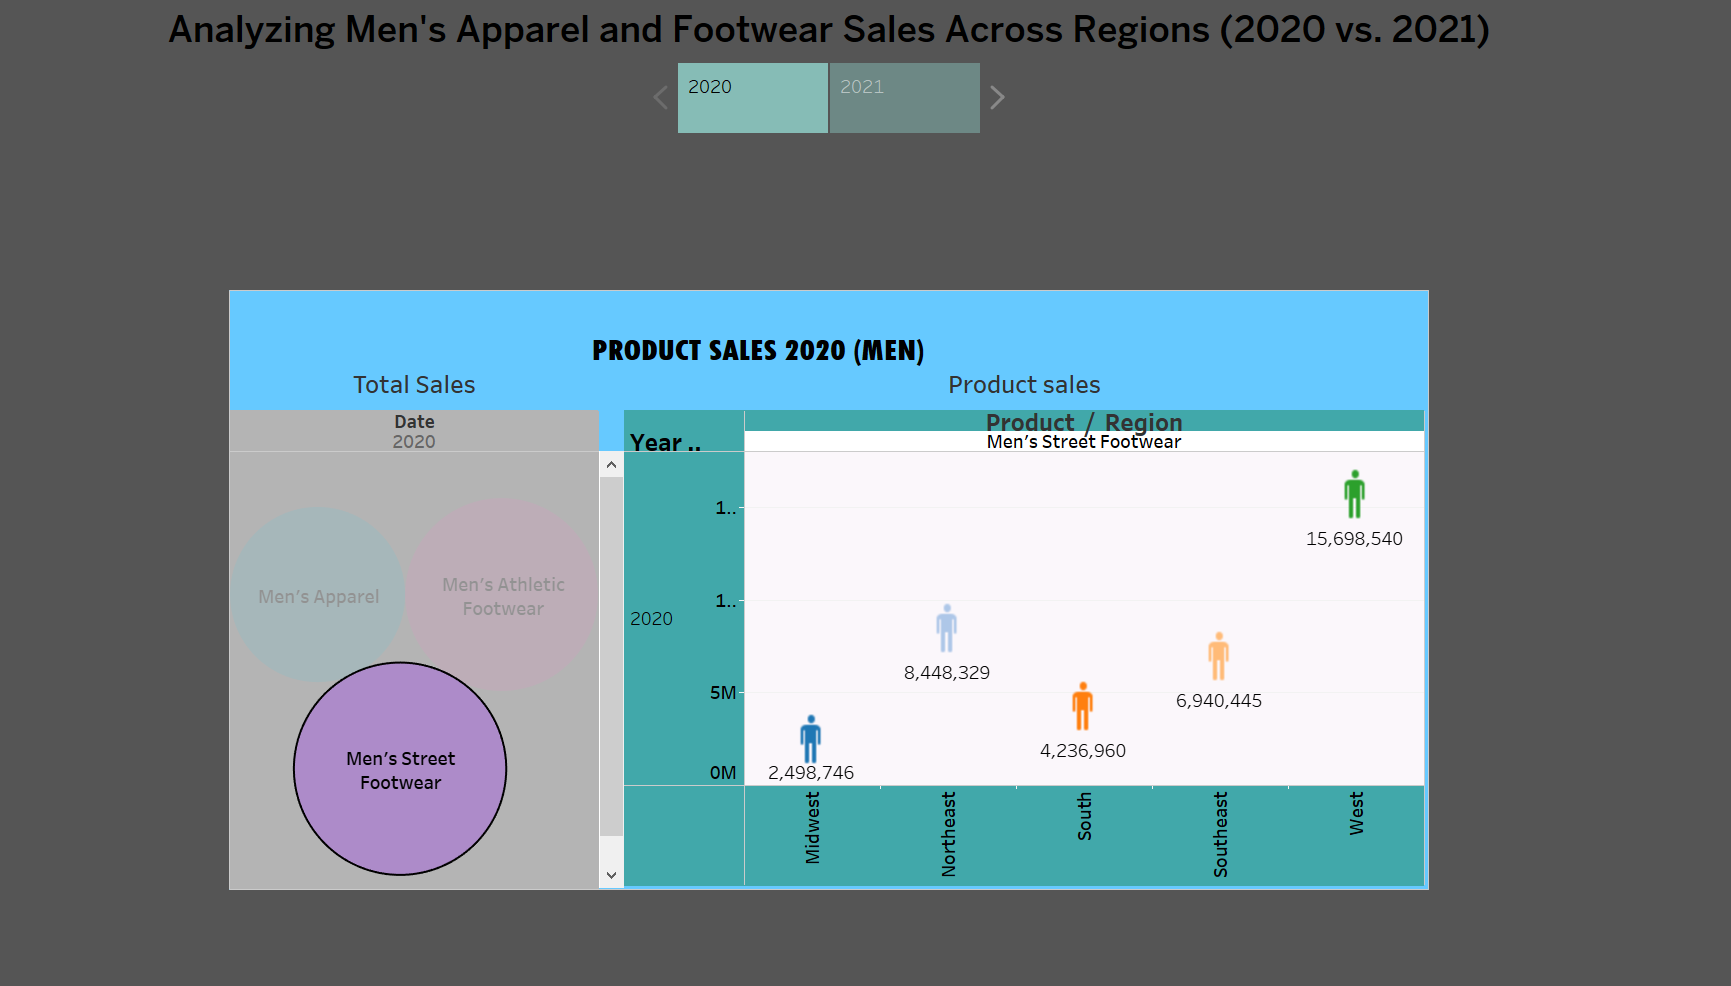 Analyzing Men's Apparel and Footwear Sales Across Regions (2020 vs. 2021)
2020
2021
PRODUCT SALES 2020 (MEN)
Total Sales
Product sales
Date
2020
Men’s Apparel
Men’s Athletic
Footwear
Men’s Street
Footwear
Year ..
Product / Region
Men’s Street Footwear
2020
1..
1..
5M
0M
15,698,540
8,448,329
6,940,445
4,236,960
2,498,746
Midwest
Northeast
South
Southeast
West